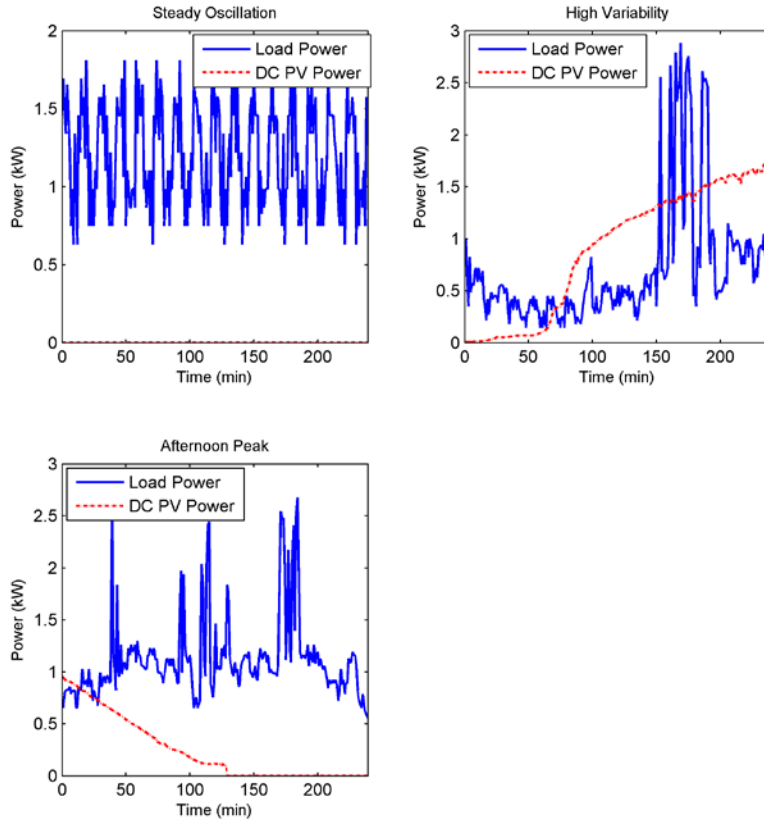 Steady Oscillation
2
1.5
1
0.5
0
Power (kW)
Load Power
DC PV Power
0 50 100 150 200
Time (min)
High Variability
3
2.5
2
1.5
1
0.5
0
Power (kW)
Load Power
DC PV Power
0 50 100 150 200
Time (min)
Afternoon Peak
3
2.5
2
1.5
1
0.5
0
Power (kW)
Load Power
DC PV Power
0 50 100 150 200
Time (min)